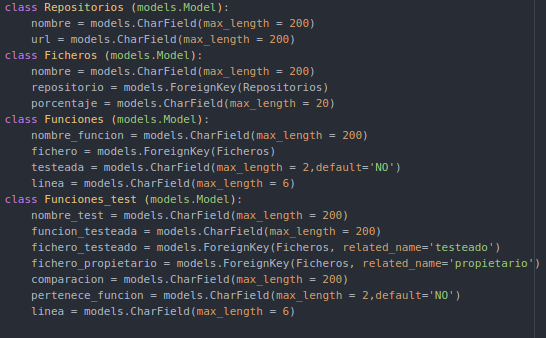 class Repositorios (models.Model):
    nombre = models.CharField(max_length = 200)
    url = models.CharField(max_length = 200)
class Ficheros (models.Model):
    nombre = models.CharField(max_length = 200)
    repositorio = models.ForeignKey(Repositorios)
    porcentaje = models.CharField(max_length = 20)
class Funciones (models.Model):
    nombre_funcion = models.CharField(max_length = 200)
    fichero = models.ForeignKey(Ficheros)
    testeada = models.CharField(max_length = 2,default='NO')
    linea = models.CharField(max_length = 6)
class Funciones_test (models.Model):
    nombre_test = models.CharField(max_length = 200)
    funcion_testeada = models.CharField(max_length = 200)
    fichero_testeado = models.ForeignKey(Ficheros, related_name='testeado')
    fichero_propietario = models.ForeignKey(Ficheros, related_name='propietario')
    comparacion = models.CharField(max_length = 200)
    pertenece_funcion = models.CharField(max_length = 2,default='NO')
    linea = models.CharField(max_length = 6)